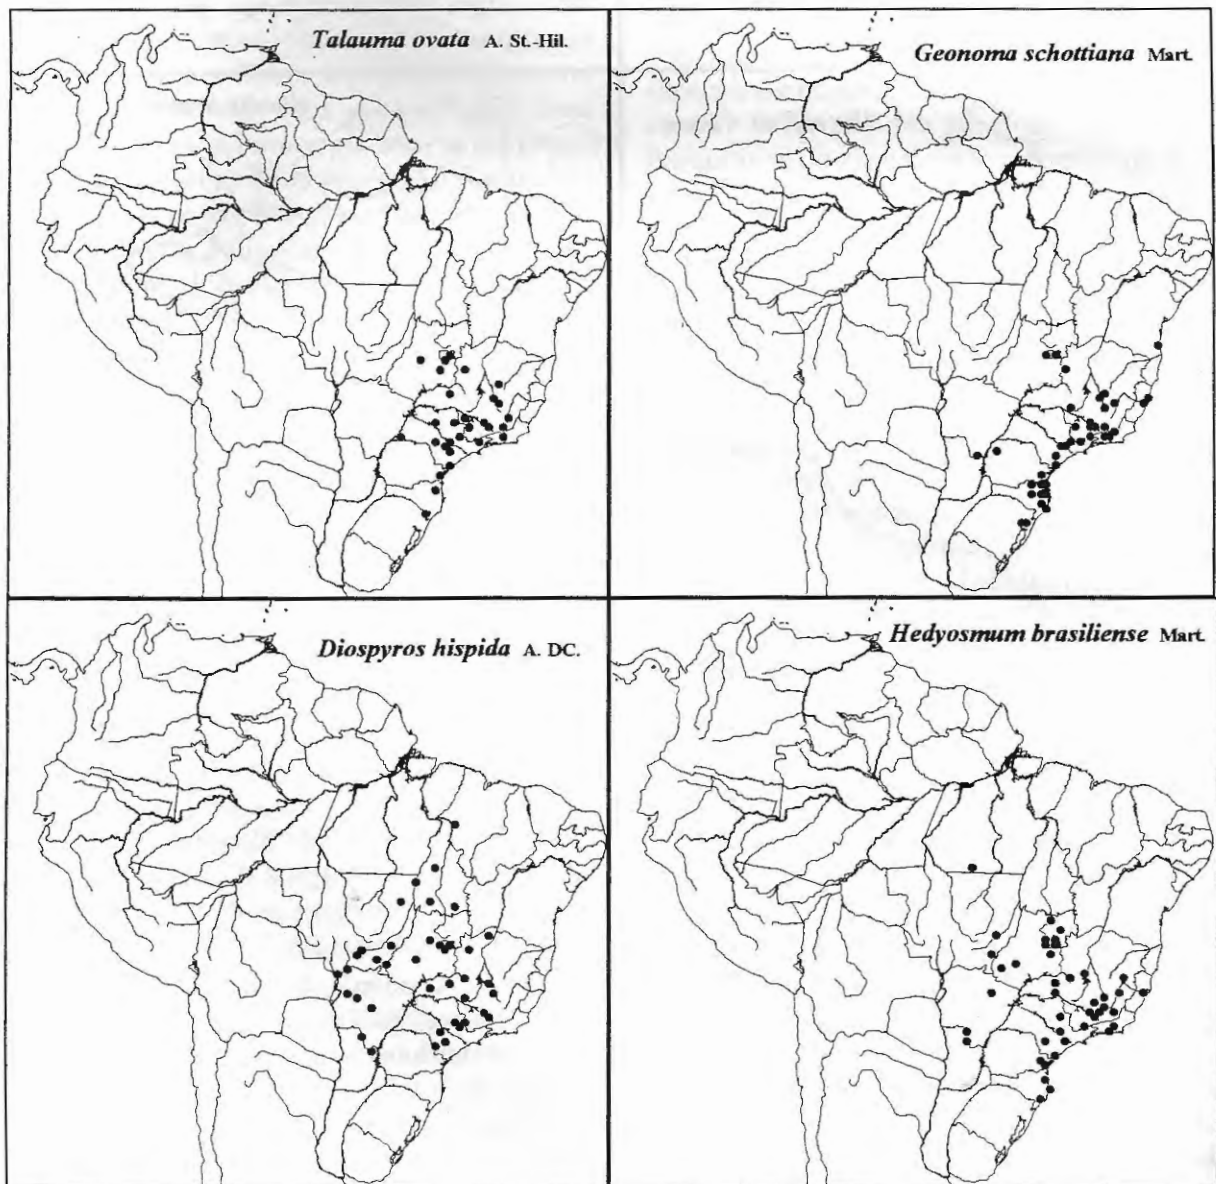 Talauma ovata A. St.-Hil.
Geonoma schottiana Mart.
Diospyros hispida A. DC.
Hedyosmum brasiliense Mart.